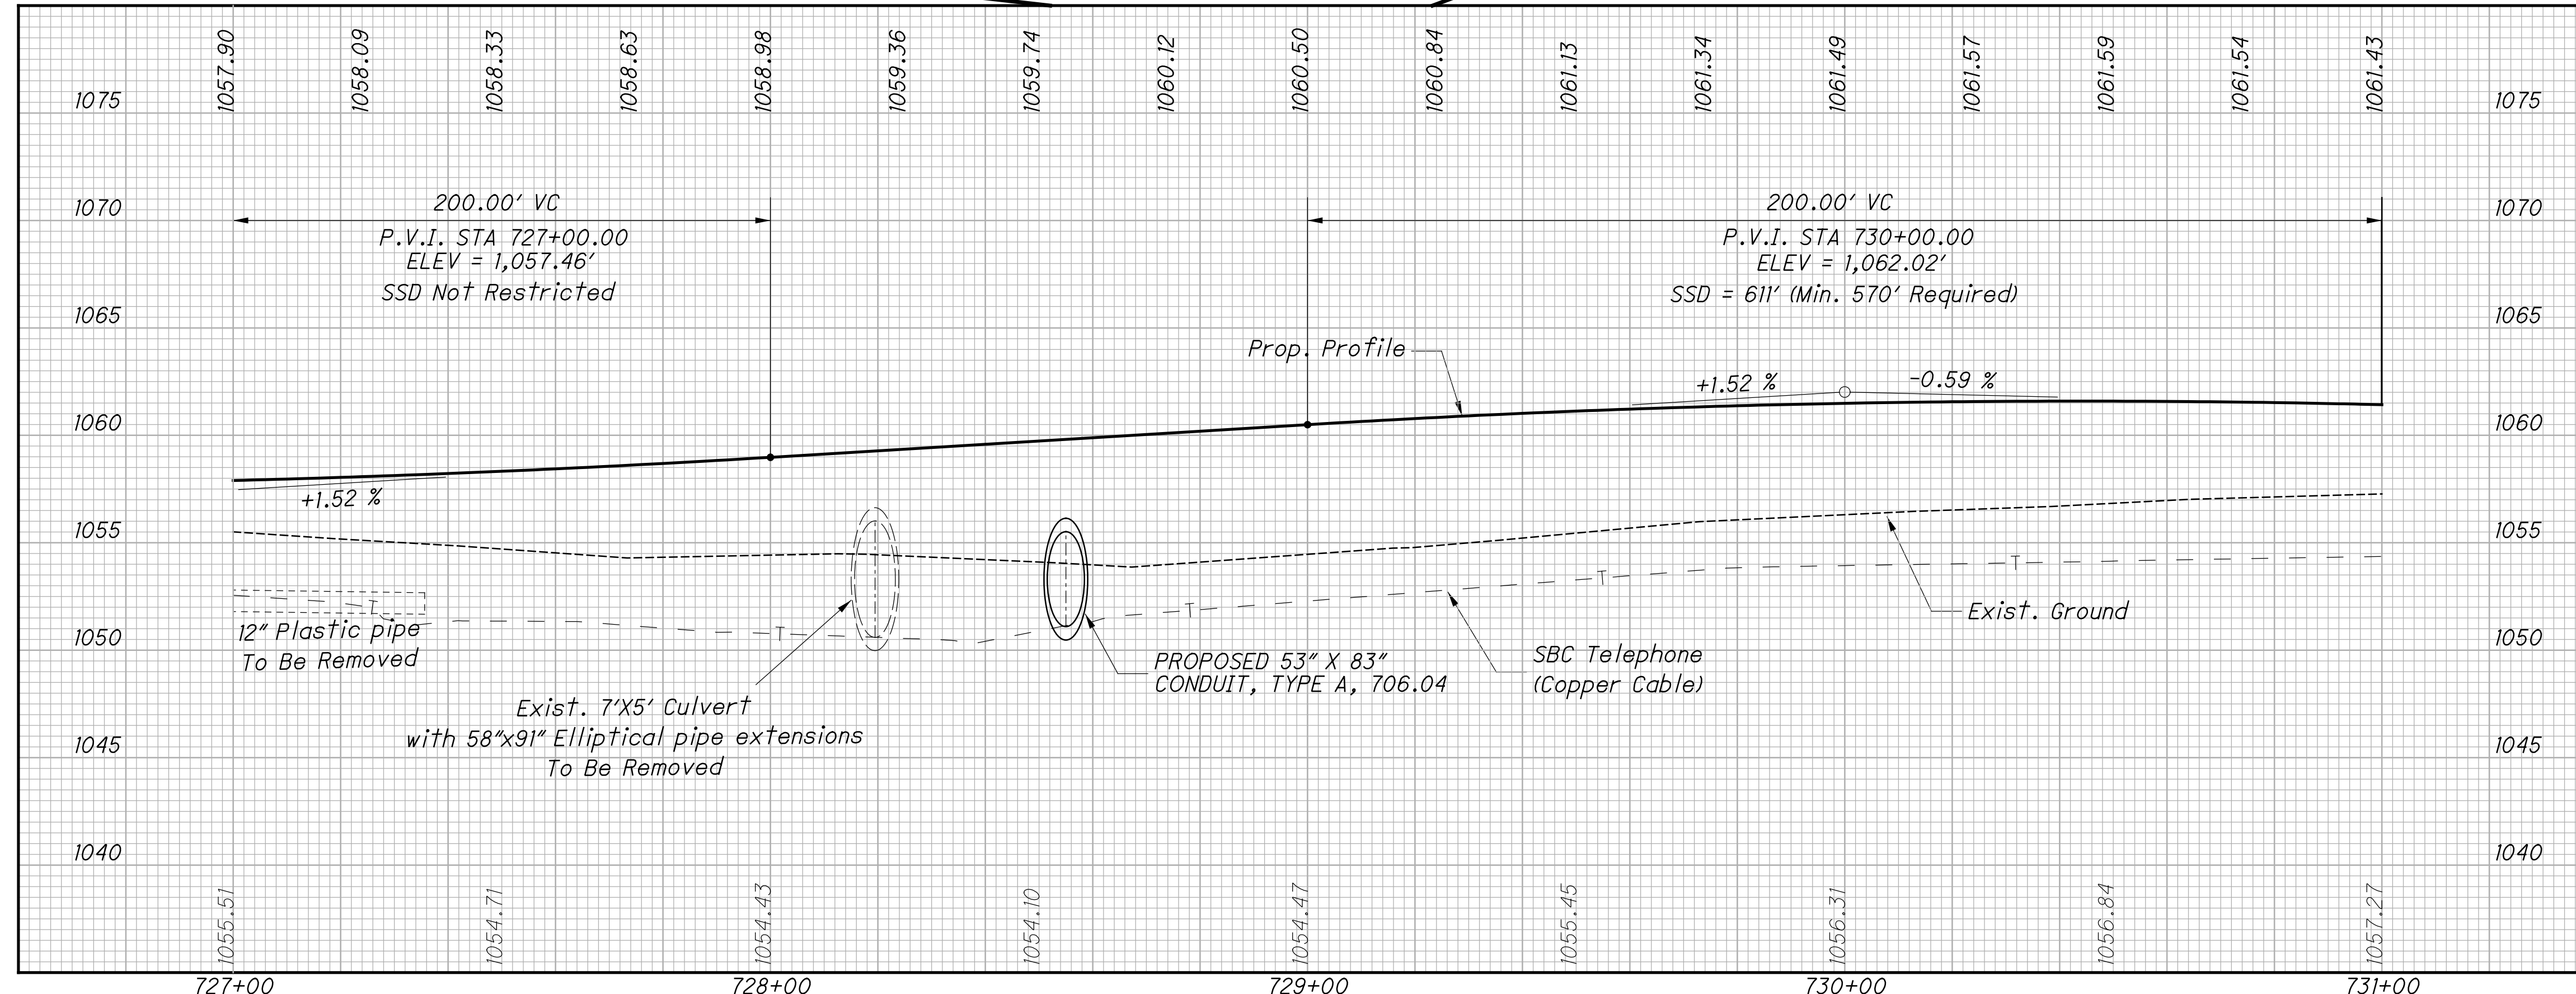 1057.90
1058.09
1058.33
1058.63
1058.98
1059.36
1059.74
1060.12
1060.50
1060.84
1061.13
1061.34
1061.49
1061.57
1061.59
1061.54
1061.43
1075
1075
200.00' VC
200.00' VC
1070
1070
P.V.I. STA 727+00.00
ELEV = 1,057.46'
SSD Not Restricted
P.V.I. STA 730+00.00
ELEV = 1,062.02'
SSD = 611' (Min. 570' Required)
1065
1065
Prop. Profile
+1.52 %
-0.59 %
1060
1060
+1.52 %
1055
1055
Exist. Ground
1050
1050
12" Plastic pipe
To Be Removed
T
T
T
T
T
PROPOSED 53" X 83"
CONDUIT, TYPE A, 706.04
SBC Telephone
(Copper Cable)
Exist. 7'X5' Culvert
with 58"x91" Elliptical pipe extensions
To Be Removed
1045
1045
1040
1040
1055.51
1054.71
1054.43
1054.10
1054.47
1055.45
1056.31
1056.84
1057.27
727+00
728+00
729+00
730+00
731+00